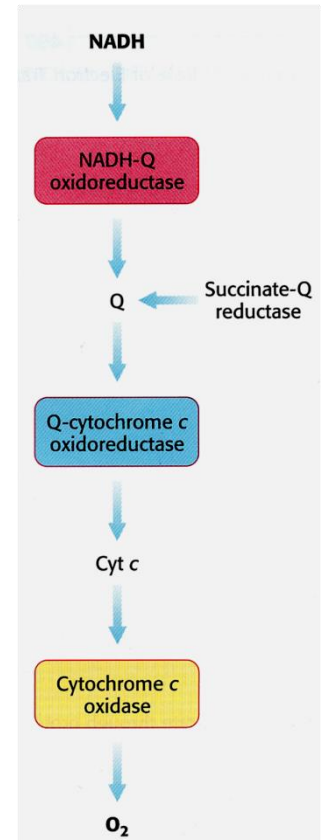 NADH
NADH-Q
oxidoreductase
Q
Succinate-Q
reductase
Q-cytochrome c
oxidoreductase
Cyt c
Cytochrome c
oxidase
O₂